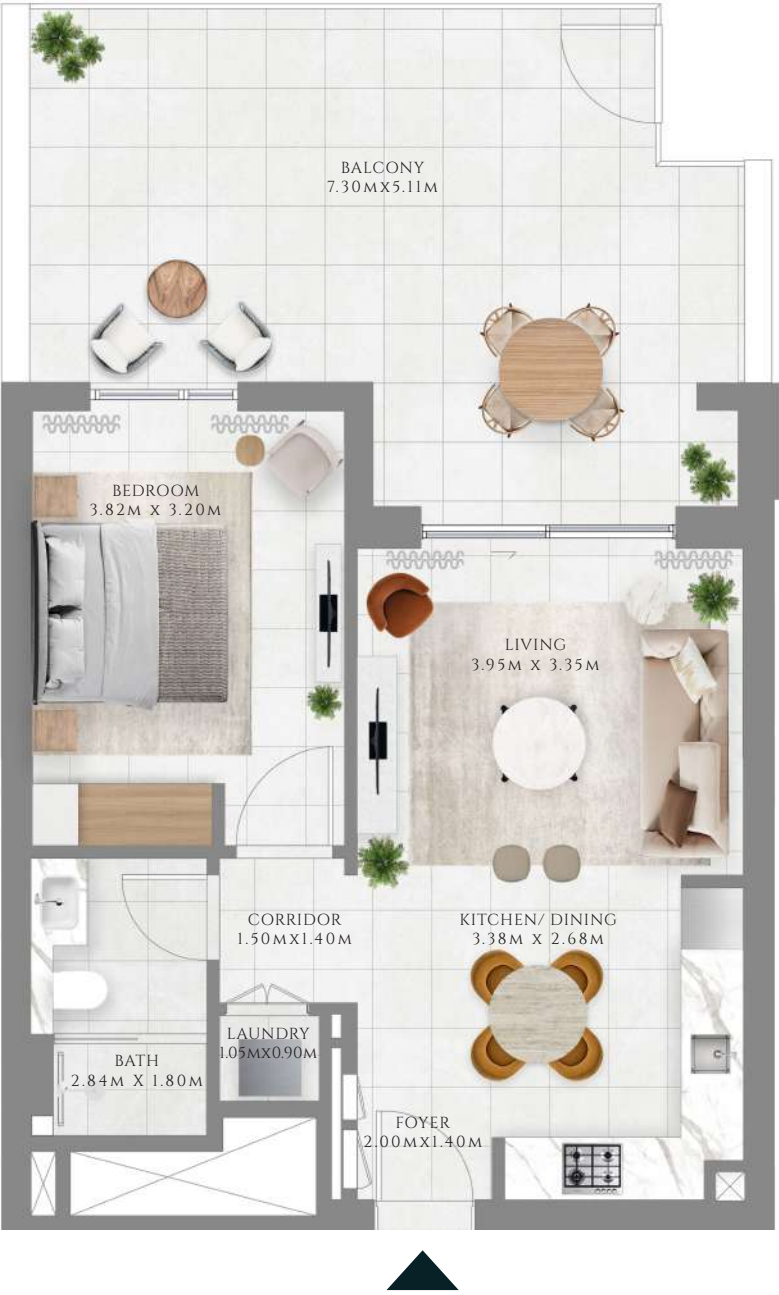 BALCONY
7.30MX5.11M
BEDROOM
3.82M X 3.20M
LIVING
3.95M X 3.35M
CORRIDOR
1.50MX1.40M
KITCHEN/ DINING
3.38M X 2.68M
LAUNDRY
1.05MX0.90M
BATH
2.84M X 1.80M
FOYER
2.00MX1.40M